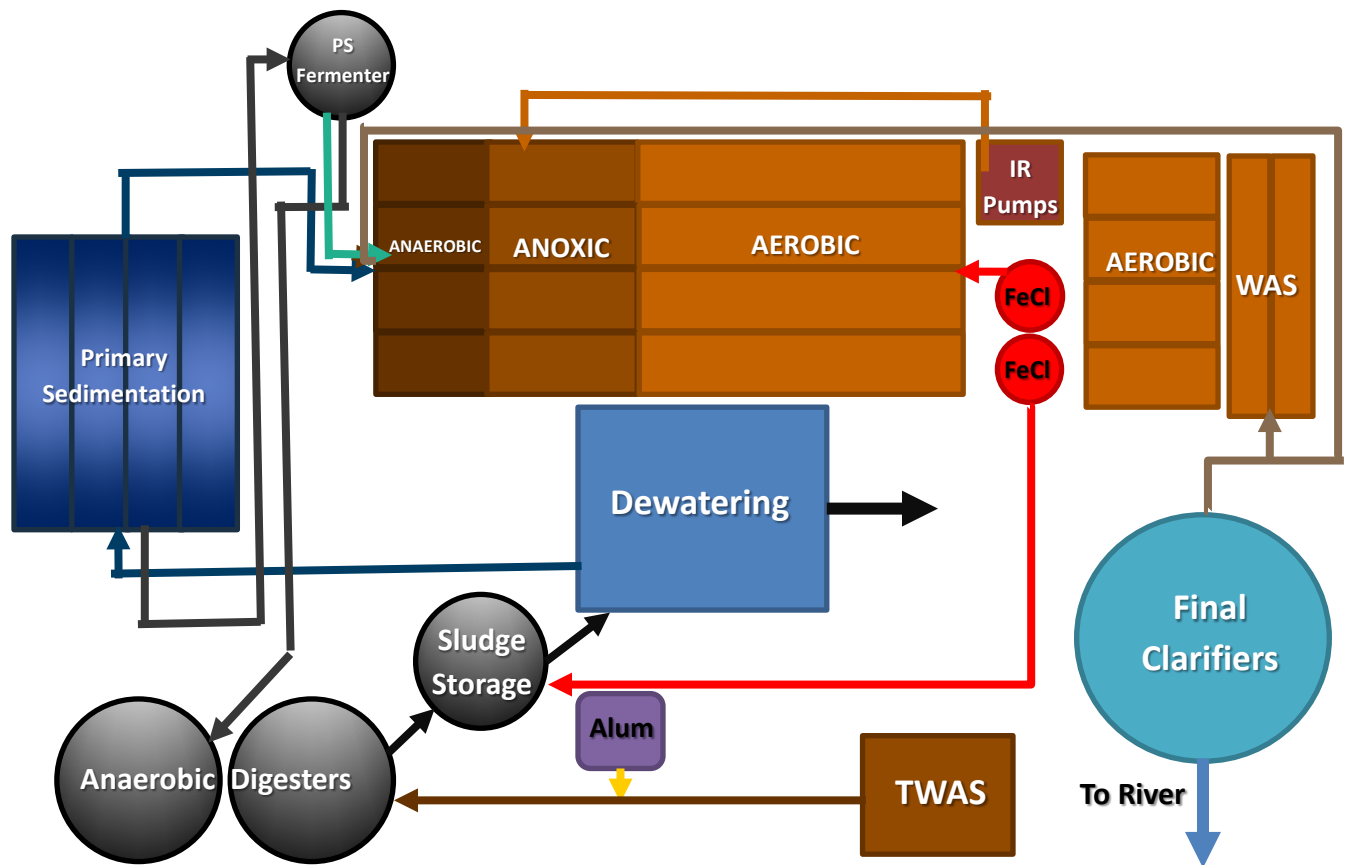 PS
Fermenter
IR
Pumps
ANAEROBIC
ANOXIC
AEROBIC
AEROBIC
WAS
FeCl
FeCl
Primary
Sedimentation
Dewatering
Final
Clarifiers
Sludge
Storage
Alum
Anaerobic Digesters
TWAS
To River